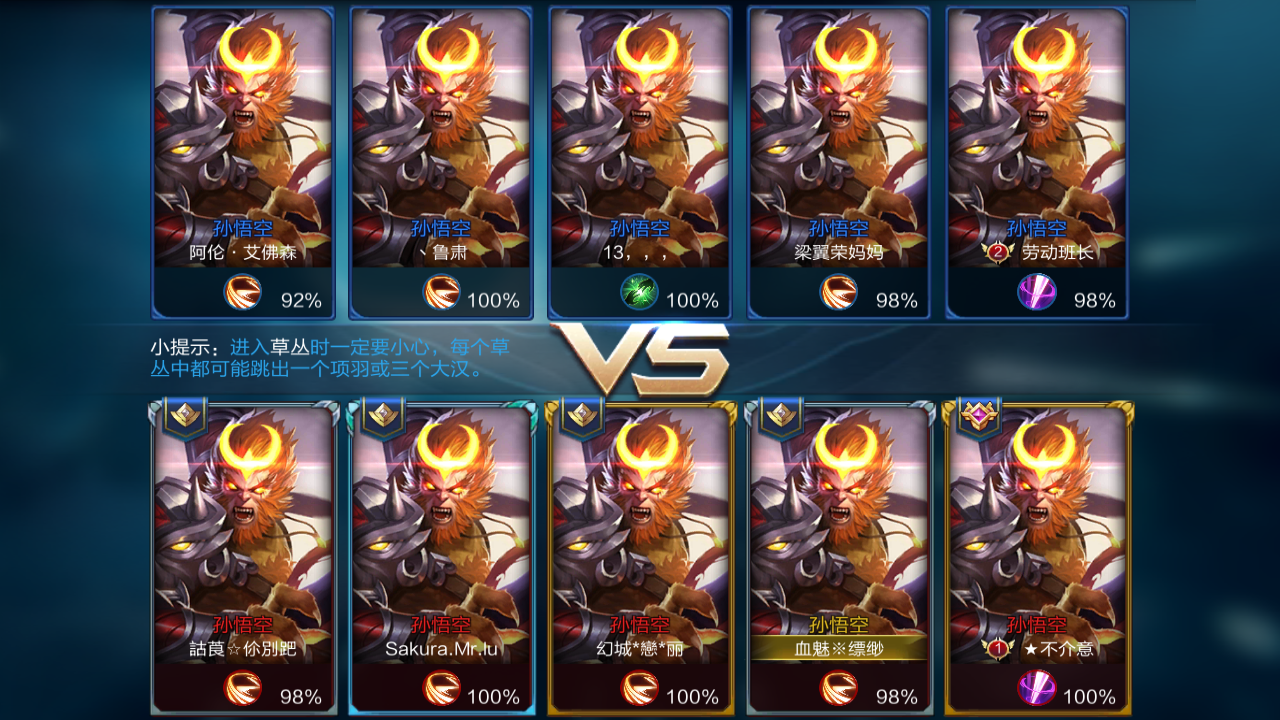 孙悟空 孙悟空 孙悟空 孙悟空 孙悟空
阿伦·艾佛森 丶鲁肃 13，，， 梁翼荣妈妈 2 劳动班长
92% 100% 100% 98% 98%
小提示：进入草丛时一定要小心，每个草
丛中都可能跳出一个项羽或三个大汉。
VS
孙悟空 孙悟空 孙悟空 孙悟空 孙悟空
詁莨☆伱別跁 Sakura.Mr.lu 幻城*戀*丽 血魅※缥缈 1 ★不介意
98% 100% 100% 98% 100%